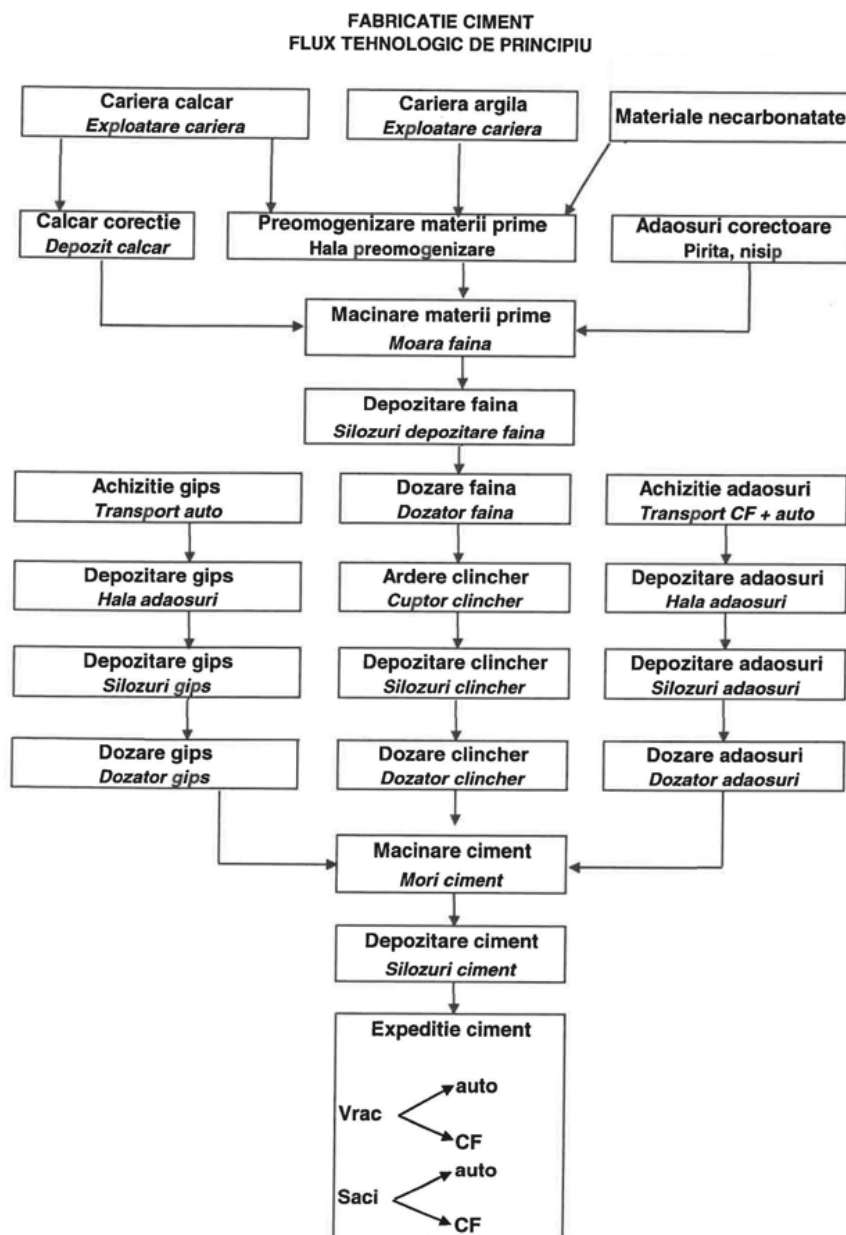 FABRICATIE CIMENT
FLUX TEHNOLOGIC DE PRINCIPIU
Cariera calcar
Exploatare cariera
Cariera argila
Exploatare cariera
Materiale necarbonatate
Calcar corectie
Depozit calcar
Preomogenizare materii prime
Hala preomogenizare
Adaosuri corectoare
Pirita, nisip
Macinare materii prime
Moara faina
Depozitare faina
Silozuri depozitare faina
Achizitie gips
Transport auto
Dozare faina
Dozator faina
Achizitie adaosuri
Transport CF + auto
Depozitare gips
Hala adaosuri
Ardere clincher
Cuptor clincher
Depozitare adaosuri
Hala adaosuri
Depozitare gips
Silozuri gips
Depozitare clincher
Silozuri clincher
Depozitare adaosuri
Silozuri adaosuri
Dozare gips
Dozator gips
Dozare clincher
Dozator clincher
Dozare adaosuri
Dozator adaosuri
Macinare ciment
Mori ciment
Depozitare ciment
Silozuri ciment
Expeditie ciment
auto
Vrac
CF
auto
Saci
CF